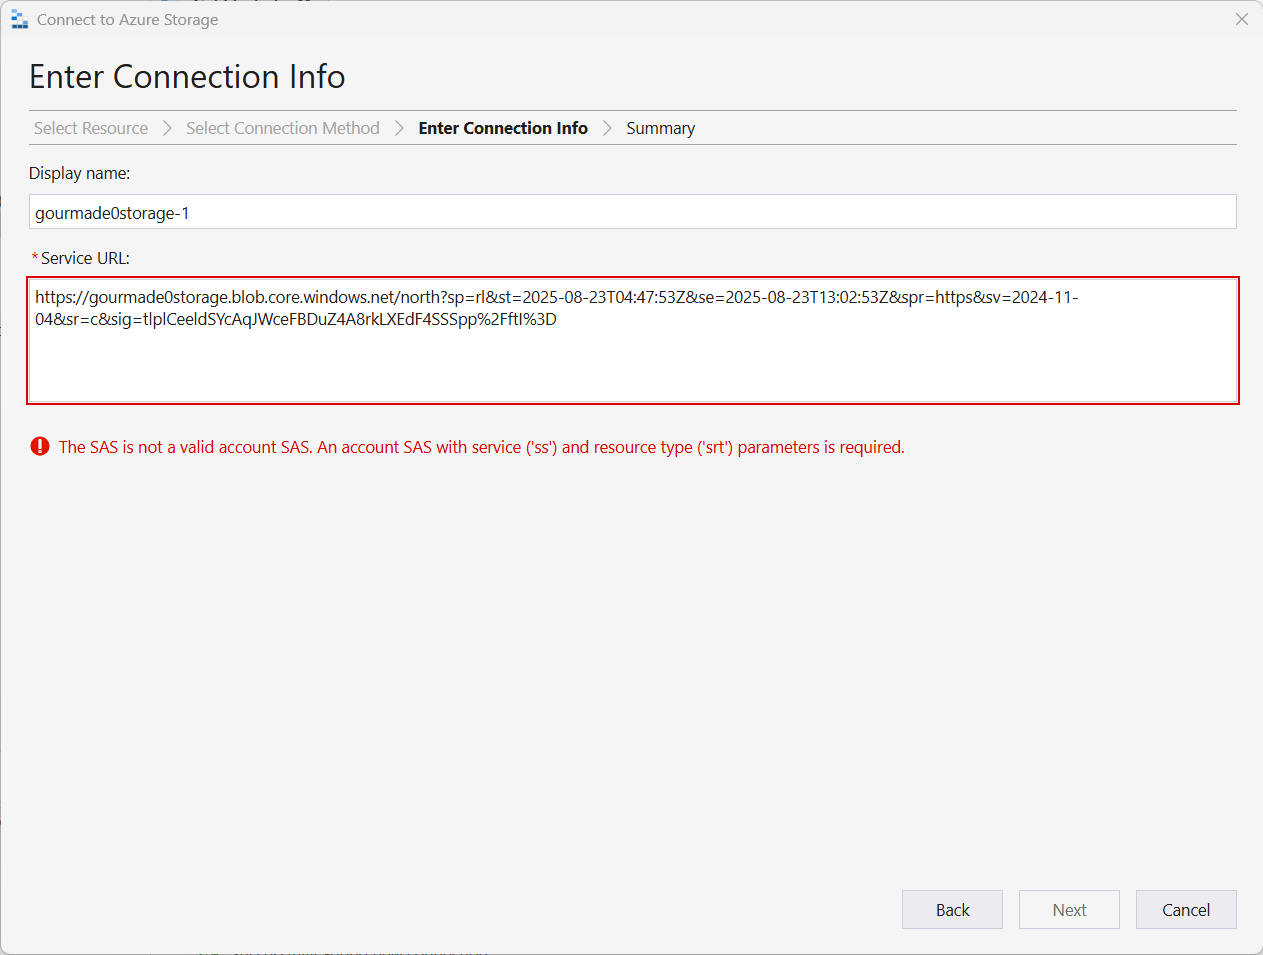 Connect to Azure Storage
Enter Connection Info
Select Resource
Select Connection Method
Enter Connection Info
Summary
Display name:
gourmade0storage-1
*Service URL:
https://gourmade0storage.blob.core.windows.net/north?sp=rl&st=2025-08-23T04:47:53Z&se=2025-08-23T13:02:53Z&spr=https&sv=2024-11-
04&sr=c&sig=tlplCeeldSYcAqJWceFBDuZ4A8rkLXEdF4SSSpp%2FftI%3D
The SAS is not a valid account SAS. An account SAS with service ('ss') and resource type ('srt') parameters is required.
Back
Next
Cancel